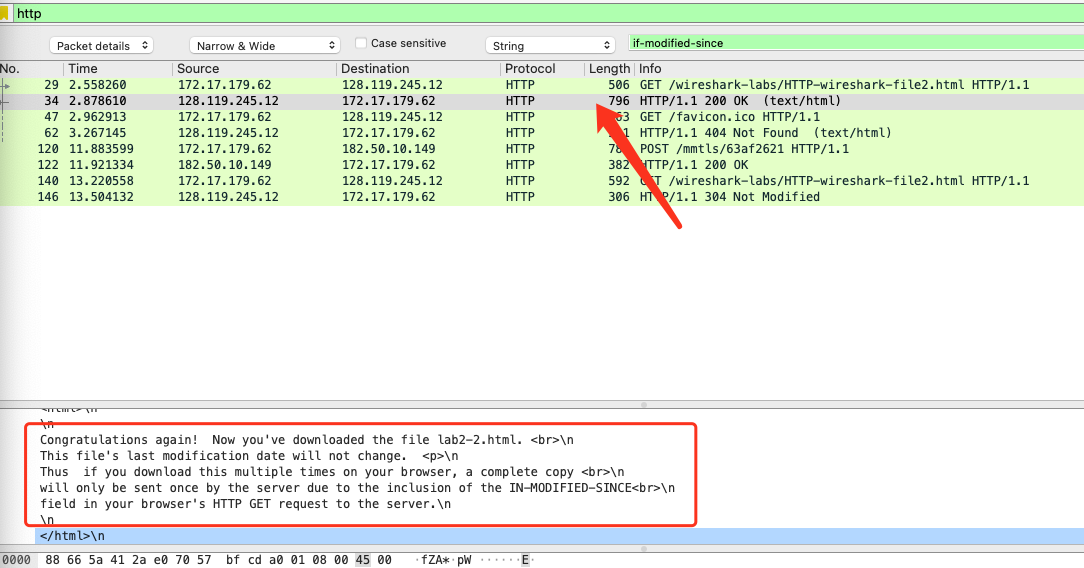 http
Packet details Narrow & Wide Case sensitive String if-modified-since
No. Time Source Destination Protocol Length Info
29 2.558260 172.17.179.62 128.119.245.12 HTTP 506 GET /wireshark-labs/HTTP-wireshark-file2.html HTTP/1.1
34 2.878610 128.119.245.12 172.17.179.62 HTTP 796 HTTP/1.1 200 OK (text/html)
47 2.962913 172.17.179.62 128.119.245.12 HTTP GET /favicon.ico HTTP/1.1
62 3.267145 128.119.245.12 172.17.179.62 HTTP HTTP/1.1 404 Not Found (text/html)
120 11.883599 172.17.179.62 182.50.10.149 HTTP POST /mmtls/63af2621 HTTP/1.1
122 11.921334 182.50.10.149 172.17.179.62 HTTP 382 HTTP/1.1 200 OK
140 13.220558 172.17.179.62 128.119.245.12 HTTP 592 GET /wireshark-labs/HTTP-wireshark-file2.html HTTP/1.1
146 13.504132 128.119.245.12 172.17.179.62 HTTP 306 HTTP/1.1 304 Not Modified
<html>\n
\n
Congratulations again!  Now you've downloaded the file lab2-2.html. <br>\n
This file's last modification date will not change.  <p>\n
Thus  if you download this multiple times on your browser, a complete copy <br>\n
will only be sent once by the server due to the inclusion of the IN-MODIFIED-SINCE<br>\n
field in your browser's HTTP GET request to the server.\n
\n
</html>\n
0000 88 66 5a 41 2a e0 70 57 bf cd a0 01 08 00 45 00 ·fZA*·pW ······E·